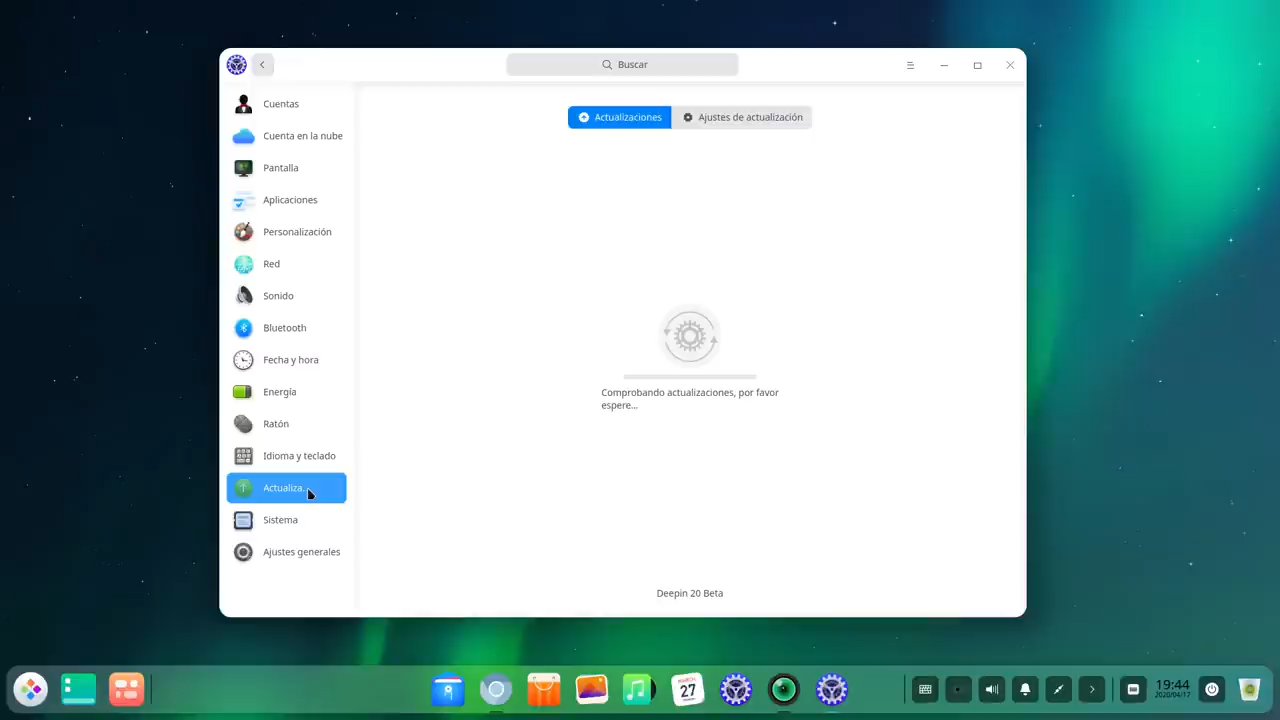 Buscar
Cuentas
Cuenta en la nube
Pantalla
Aplicaciones
Personalización
Red
Sonido
Bluetooth
Fecha y hora
Energía
Ratón
Idioma y teclado
Actualiza...
Sistema
Ajustes generales
Actualizaciones
Ajustes de actualización
Comprobando actualizaciones, por favor
espere...
Deepin 20 Beta
MARCH
27
19:44
2020/04/17